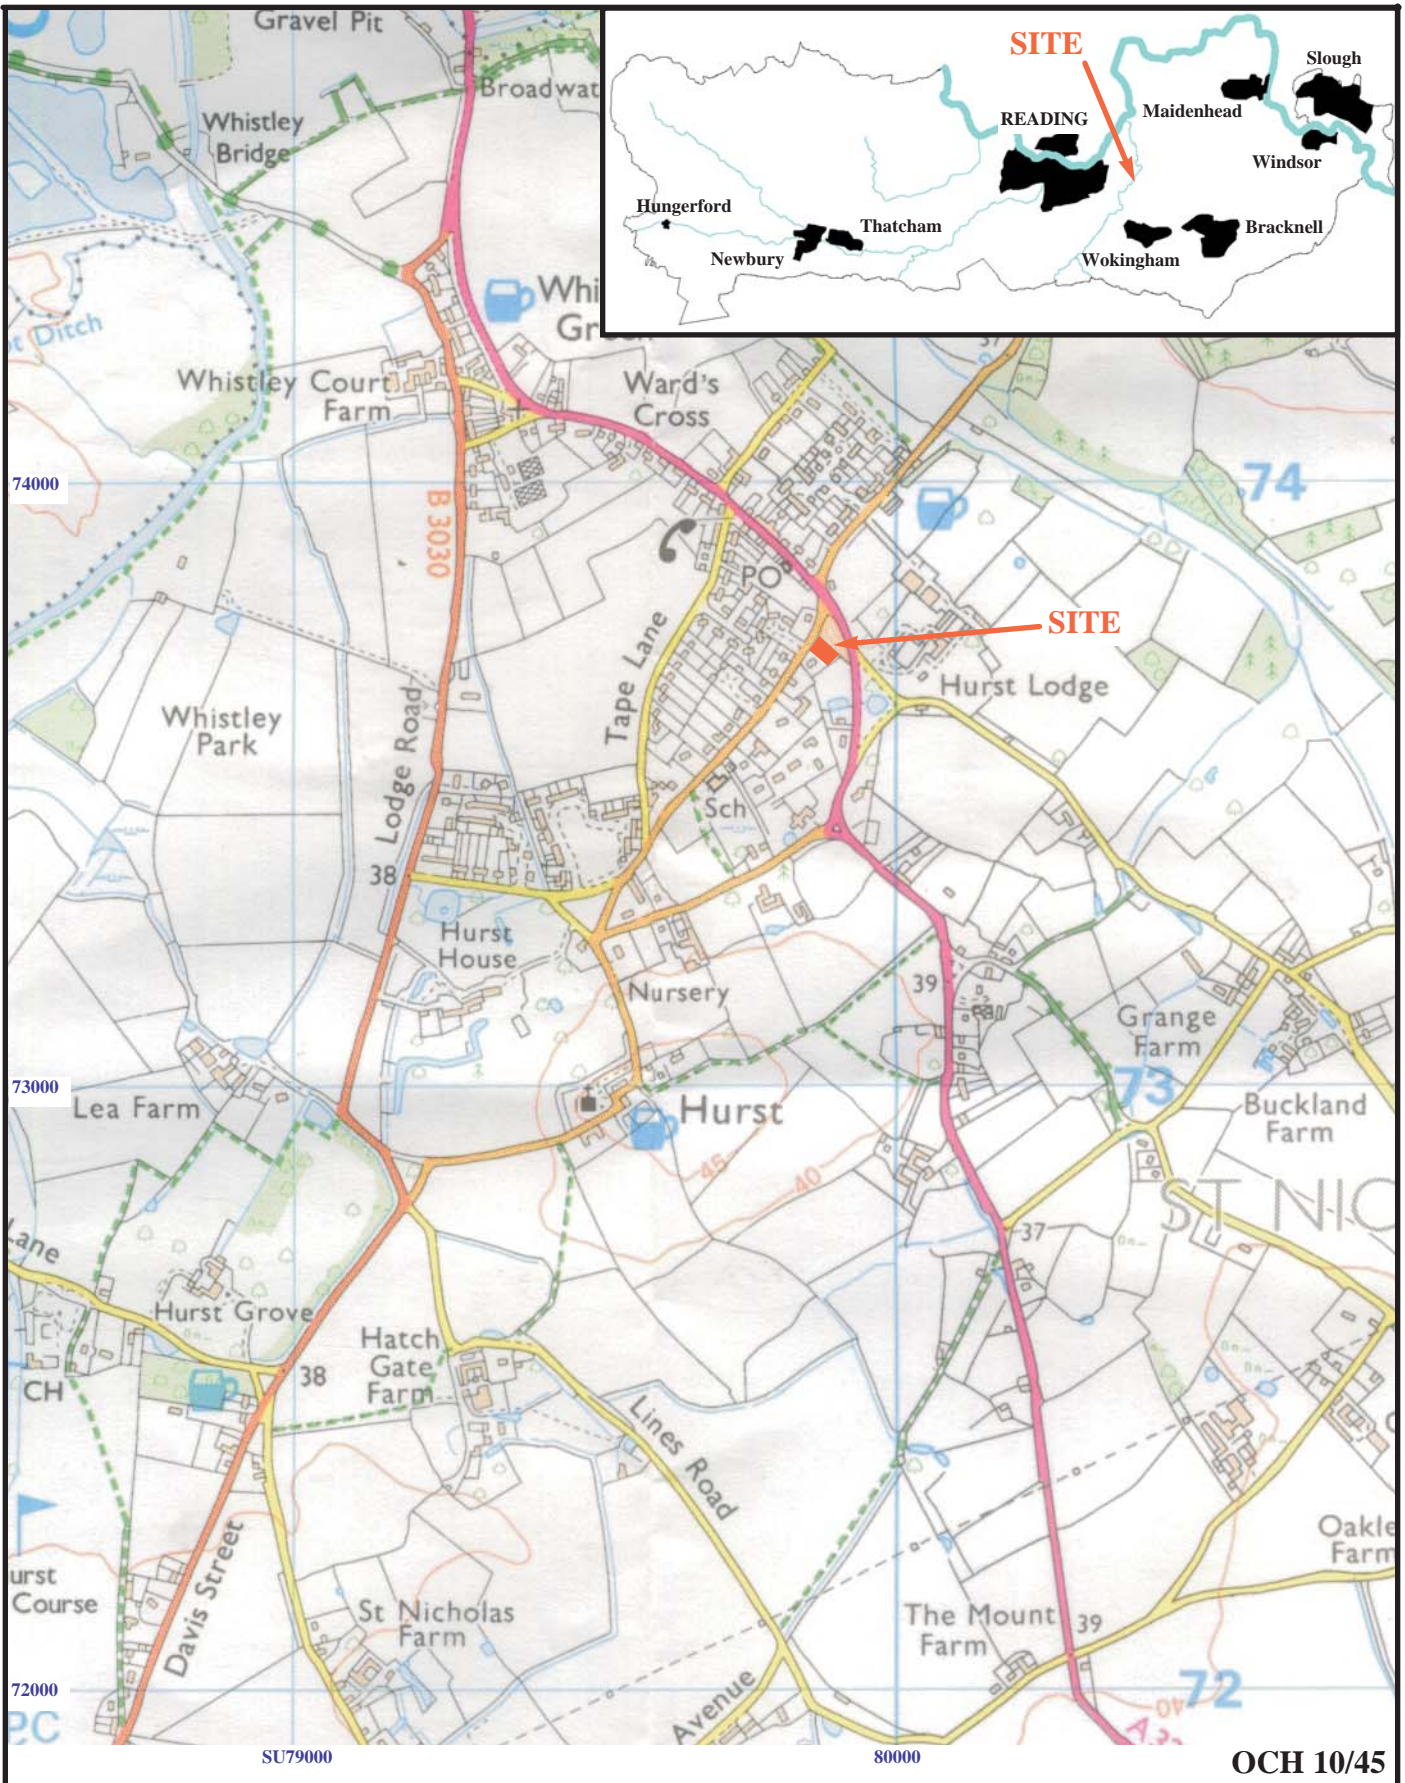 Gravel Pit
Broadwat
Whistley
Bridge
SITE
Slough
Maidenhead
READING
Windsor
Hungerford
Thatcham
Newbury
Bracknell
Wokingham
Whi
Ditch
37
Whistley Court
Farm
Ward's
Cross
74000
74
B 3030
PO
SITE
Tape Lane
Hurst Lodge
Whistley
Park
Lodge Road
Sch
38
Hurst
House
Nursery
39
Grange
Farm
73000
73
Lea Farm
Hurst
Buckland
Farm
45
40
ST NIC
Lane
37
Hurst Grove
Hatch
Gate
Farm
38
CH
Lines Road
Oakle
Farm
urst
Course
Davis Street
St Nicholas
Farm
The Mount
Farm
39
72000
72
40
Avenue
SU79000
80000
OCH 10/45